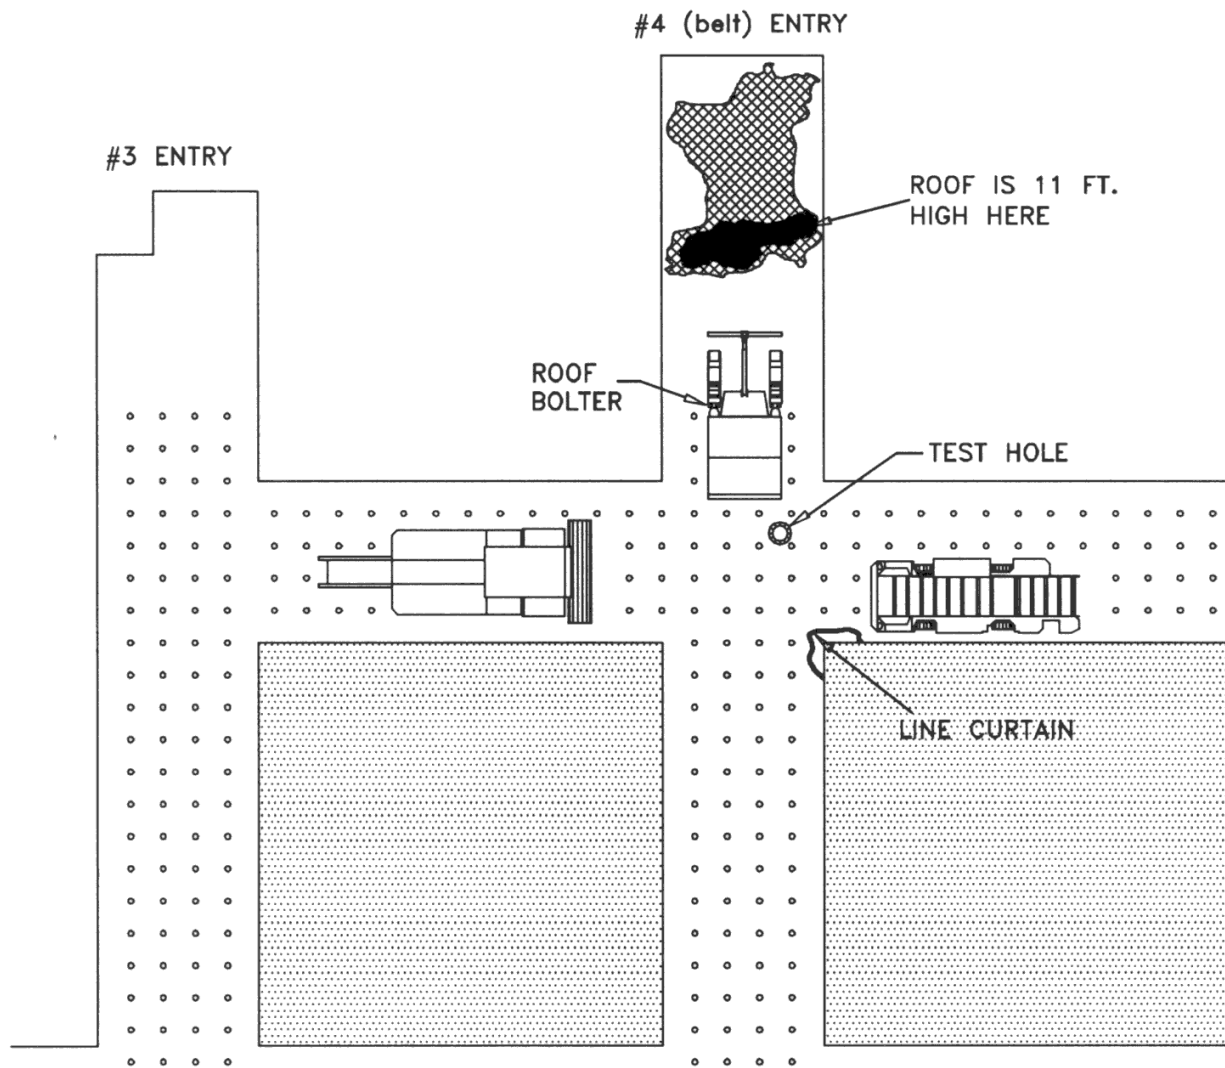 #4 (belt) ENTRY
#3 ENTRY
ROOF IS 11 FT.
HIGH HERE
ROOF
BOLTER
TEST HOLE
LINE CURTAIN